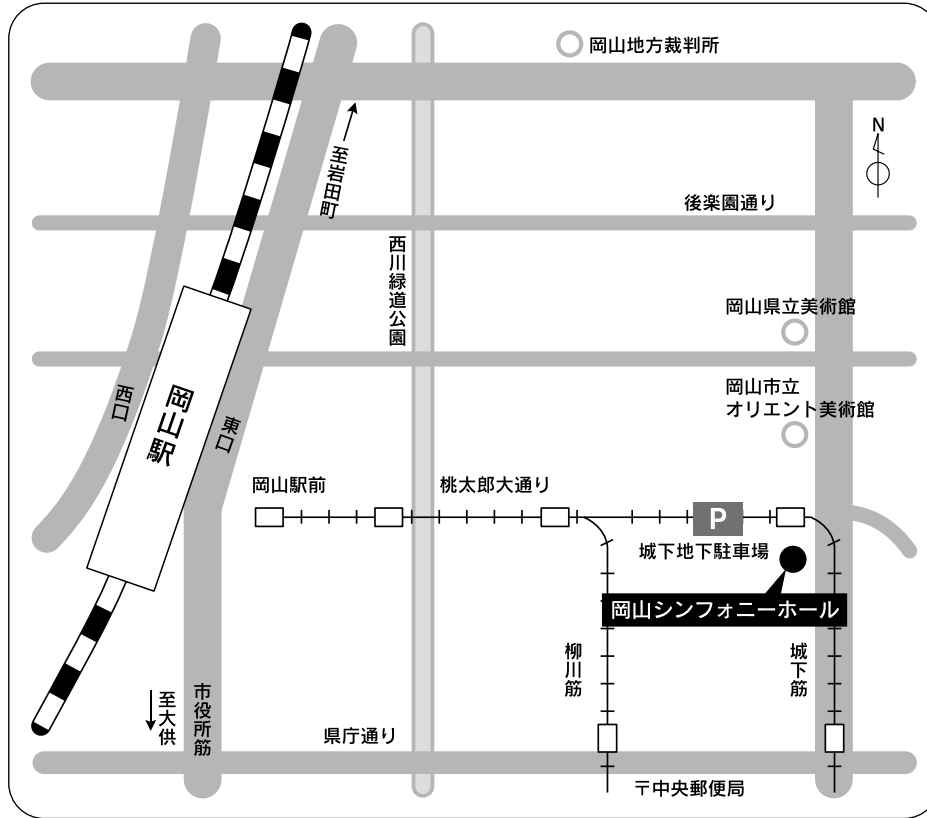 岡山地方裁判所
N
至岩田町
後楽園通り
西川緑道公園
岡山県立美術館
岡山市立
オリエント美術館
西口
岡山駅
東口
岡山駅前
桃太郎大通り
P
城下地下駐車場
岡山シンフォニーホール
柳川筋
城下筋
至大供
市役所筋
県庁通り
〒中央郵便局